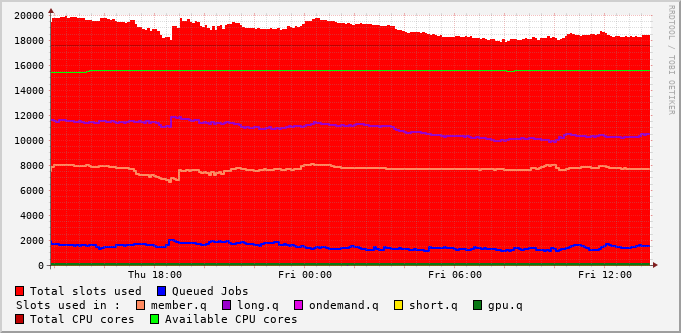 20000
18000
16000
14000
12000
10000
8000
6000
4000
2000
0
Thu 18:00 Fri 00:00 Fri 06:00 Fri 12:00
Total slots used Queued Jobs
Slots used in : member.q long.q ondemand.q short.q gpu.q
Total CPU cores Available CPU cores
RRDTOOL / TOBI OETIKER